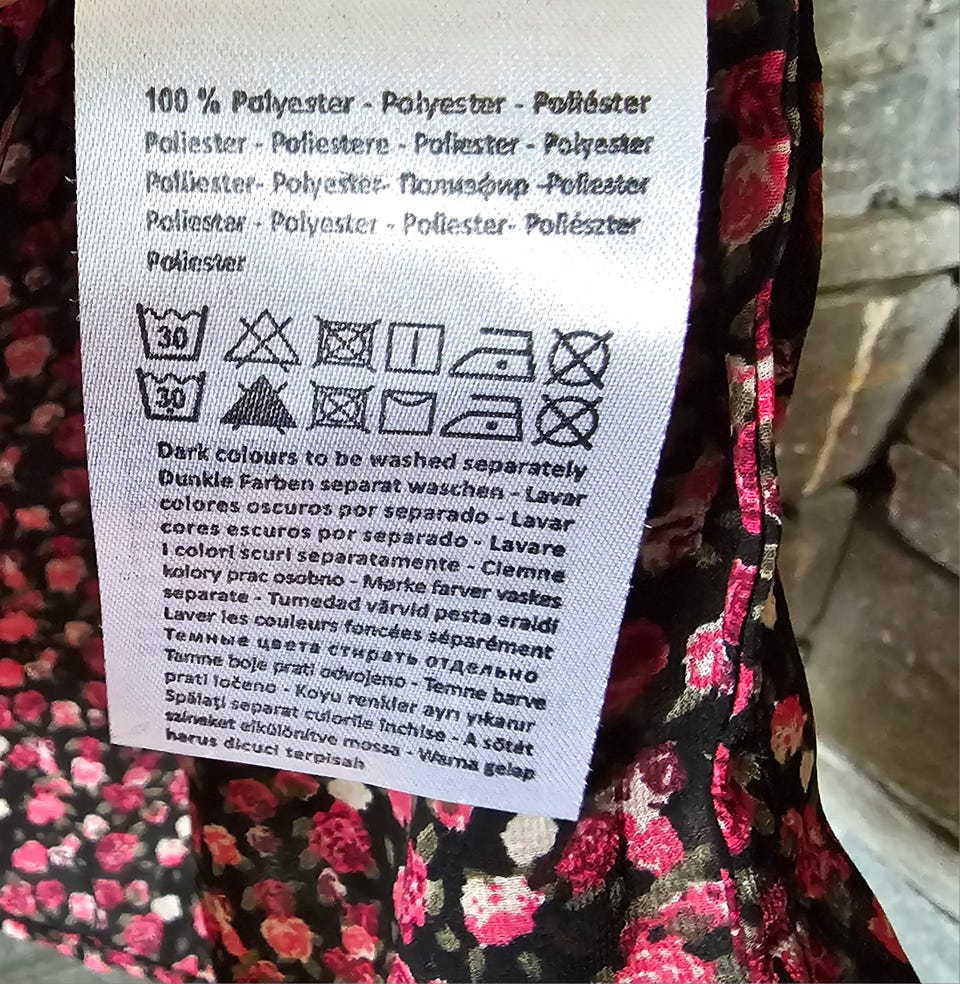 100 % Polyester - Polyester - Poliéster
Poliester - Poliestere - Poliester - Polyester
Poliester- Polyester- Полиэфир -Poliester
Poliester - Polyester - Poliester- Poliészter
Poliester
30
30
Dark colours to be washed separately
Dunkle Farben separat waschen - Lavar
colores oscuros por separado - Lavar
cores escuros por separado - Lavare
I colori scuri separatamente - Ciemne
kolory prac osobno - Mørke farver vaskes
separate - Tumedad värvid pesta eraldi
Laver les couleurs foncées séparément
Темные цвета стирать отдельно
Tamne boje prati odvojeno - Temne barve
prati ločeno - Koyu renkler ayrı yıkanır
Spălați separat culorile închise - A sötét
színeket elkülönítve mossa - Warna gelap
harus dicuci terpisah